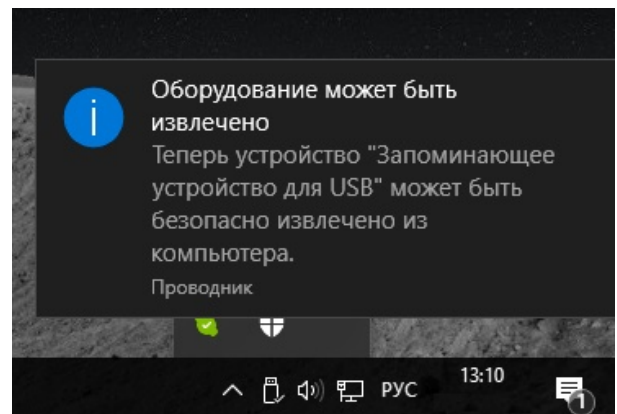 Оборудование может быть
извлечено
Теперь устройство "Запоминающее
устройство для USB" может быть
безопасно извлечено из
компьютера.
Проводник
РУС
13:10
1